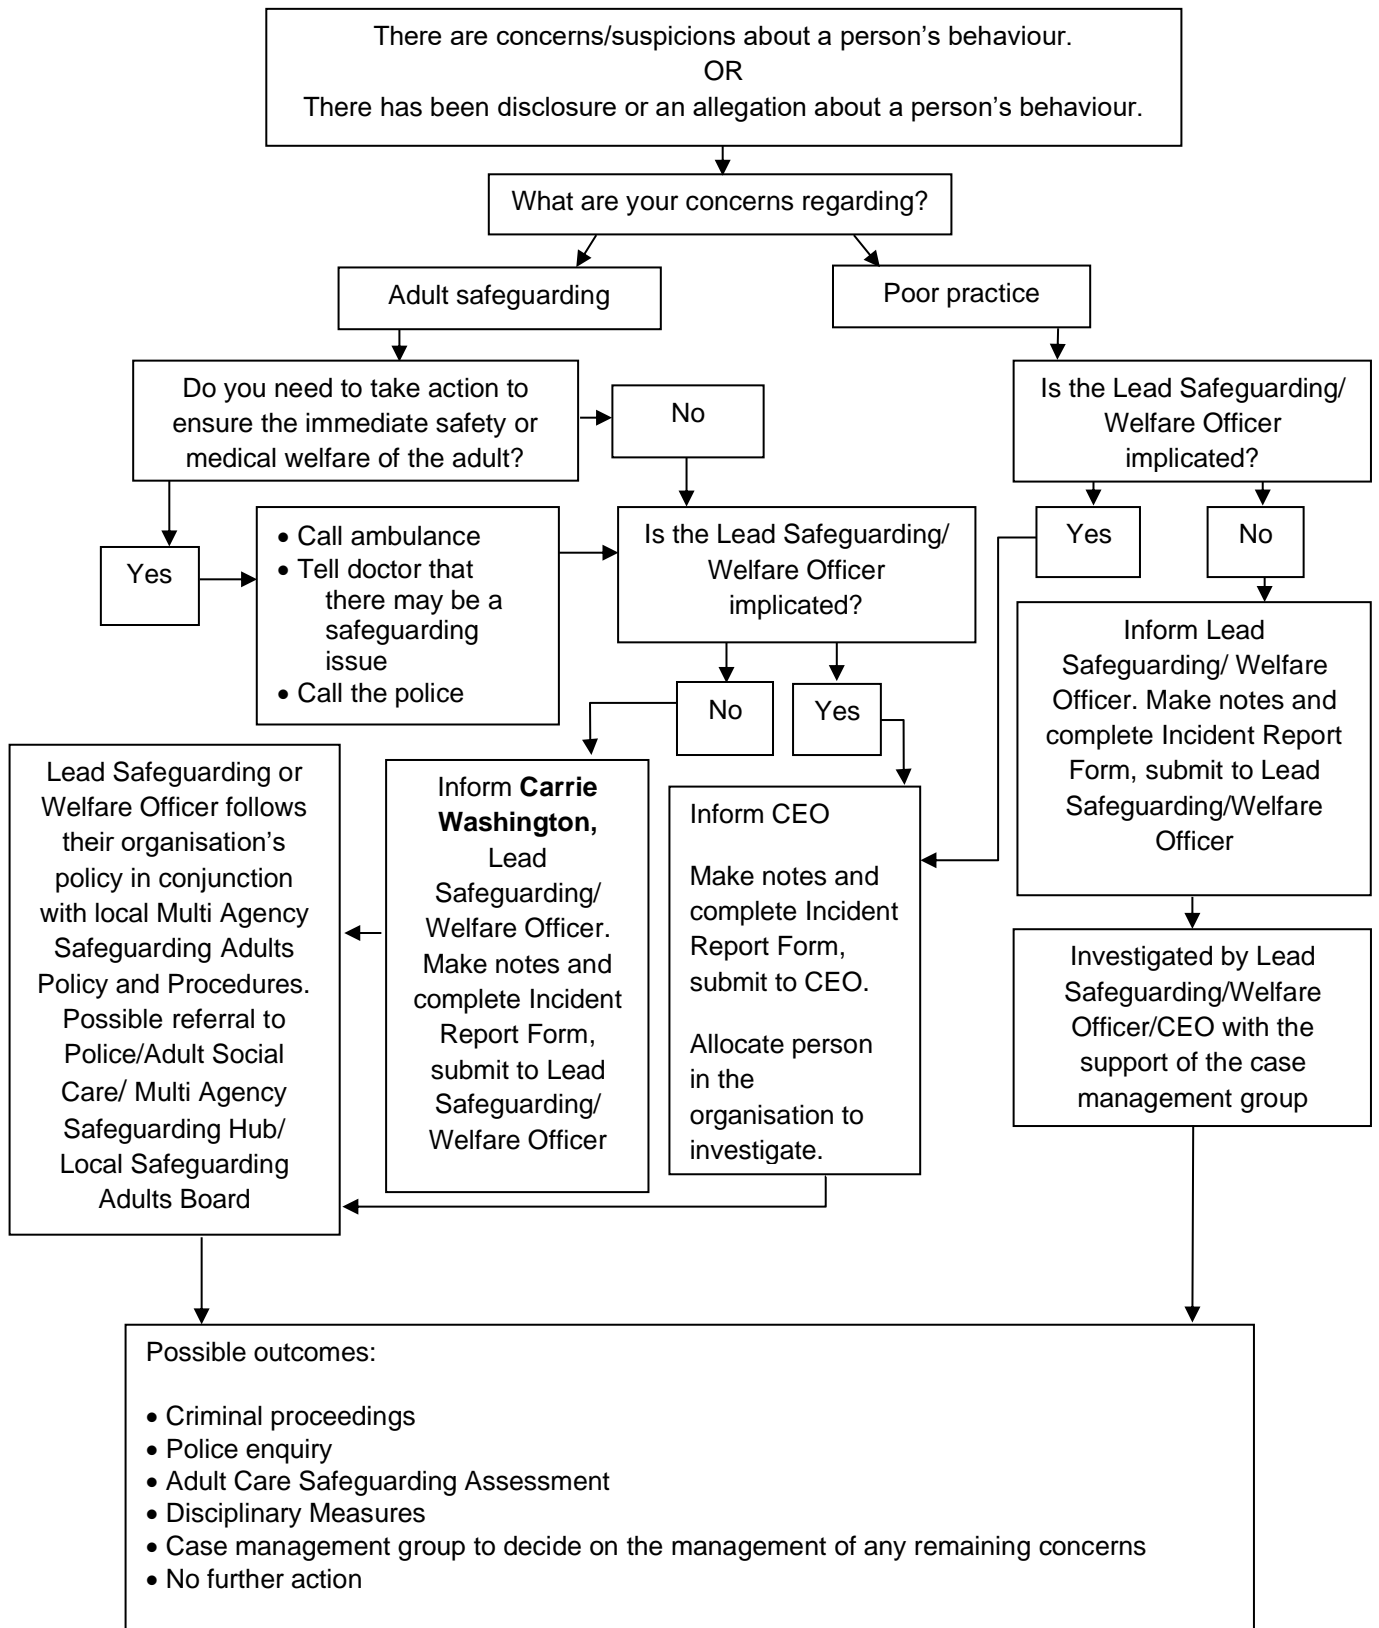 There are concerns/suspicions about a person’s behaviour.
OR
There has been disclosure or an allegation about a person’s behaviour.
What are your concerns regarding?
Adult safeguarding
Poor practice
Do you need to take action to
ensure the immediate safety or
medical welfare of the adult?
No
Is the Lead Safeguarding/
Welfare Officer
implicated?
Yes
• Call ambulance
• Tell doctor that
there may be a
safeguarding
issue
• Call the police
Is the Lead Safeguarding/
Welfare Officer
implicated?
Yes
No
No
Yes
Inform Lead
Safeguarding/ Welfare
Officer. Make notes and
complete Incident Report
Form, submit to Lead
Safeguarding/Welfare
Officer
Lead Safeguarding or
Welfare Officer follows
their organisation’s
policy in conjunction
with local Multi Agency
Safeguarding Adults
Policy and Procedures.
Possible referral to
Police/Adult Social
Care/ Multi Agency
Safeguarding Hub/
Local Safeguarding
Adults Board
Inform Carrie
Washington,
Lead
Safeguarding/
Welfare Officer.
Make notes and
complete Incident
Report Form,
submit to Lead
Safeguarding/
Welfare Officer
Inform CEO
Make notes and
complete Incident
Report Form,
submit to CEO.
Allocate person
in the
organisation to
investigate.
Investigated by Lead
Safeguarding/Welfare
Officer/CEO with the
support of the case
management group
Possible outcomes:
• Criminal proceedings
• Police enquiry
• Adult Care Safeguarding Assessment
• Disciplinary Measures
• Case management group to decide on the management of any remaining concerns
• No further action